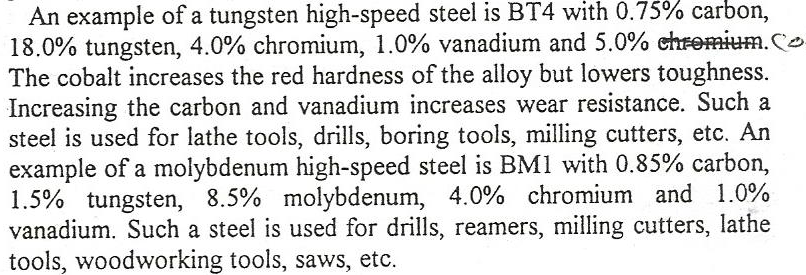 An example of a tungsten high-speed steel is BT4 with 0.75% carbon,
18.0% tungsten, 4.0% chromium, 1.0% vanadium and 5.0% chromium. Co
The cobalt increases the red hardness of the alloy but lowers toughness.
Increasing the carbon and vanadium increases wear resistance. Such a
steel is used for lathe tools, drills, boring tools, milling cutters, etc. An
example of a molybdenum high-speed steel is BM1 with 0.85% carbon,
1.5% tungsten, 8.5% molybdenum, 4.0% chromium and 1.0%
vanadium. Such a steel is used for drills, reamers, milling cutters, lathe
tools, woodworking tools, saws, etc.